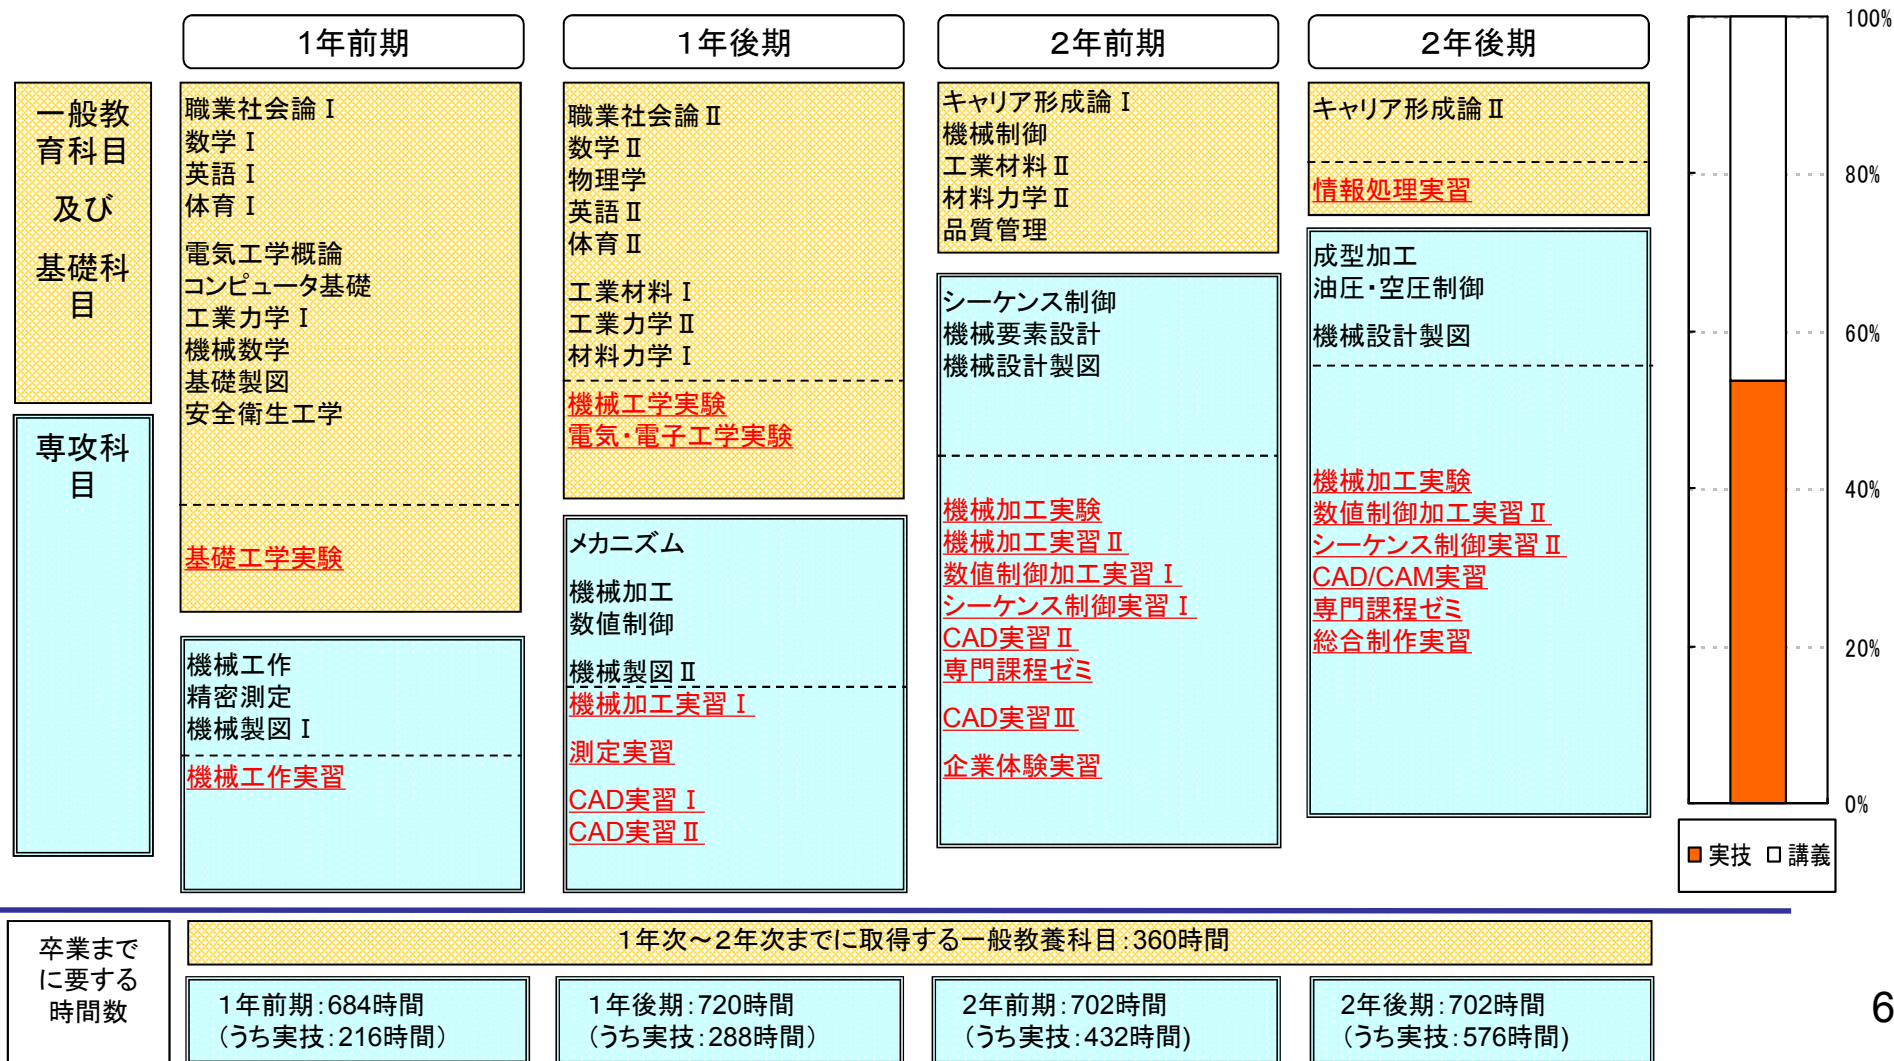 1年前期
1年後期
2年前期
2年後期
一般教
育科目
及び
基礎科
目
専攻科
目
職業社会論Ⅰ
数学Ⅰ
英語Ⅰ
体育Ⅰ
電気工学概論
コンピュータ基礎
工業力学Ⅰ
機械数学
基礎製図
安全衛生工学
基礎工学実験
機械工作
精密測定
機械製図Ⅰ
機械工作実習
職業社会論Ⅱ
数学Ⅱ
物理学
英語Ⅱ
体育Ⅱ
工業材料Ⅰ
工業力学Ⅱ
材料力学Ⅰ
機械工学実験
電気・電子工学実験
メカニズム
機械加工
数値制御
機械製図Ⅱ
機械加工実習Ⅰ
測定実習
CAD実習Ⅰ
CAD実習Ⅱ
キャリア形成論Ⅰ
機械制御
工業材料Ⅱ
材料力学Ⅱ
品質管理
シーケンス制御
機械要素設計
機械設計製図
機械加工実験
機械加工実習Ⅱ
数値制御加工実習Ⅰ
シーケンス制御実習Ⅰ
CAD実習Ⅱ
専門課程ゼミ
CAD実習Ⅲ
企業体験実習
キャリア形成論Ⅱ
情報処理実習
成型加工
油圧・空圧制御
機械設計製図
機械加工実験
数値制御加工実習Ⅱ
シーケンス制御実習Ⅱ
CAD/CAM実習
専門課程ゼミ
総合制作実習
100%
80%
60%
40%
20%
0%
実技 講義
卒業まで
に要する
時間数
1年次～2年次までに取得する一般教養科目：360時間
1年前期：684時間
（うち実技：216時間）
1年後期：720時間
（うち実技：288時間）
2年前期：702時間
（うち実技：432時間)
2年後期：702時間
（うち実技：576時間)
6